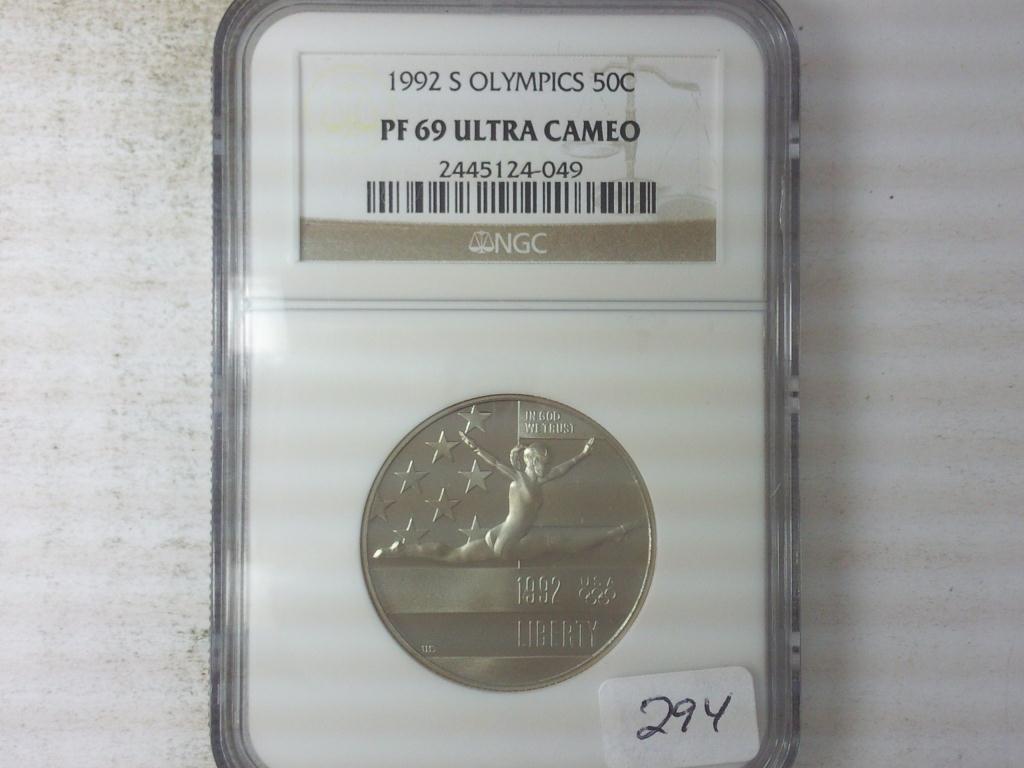 1992 S OLYMPICS 50C
PF 69 ULTRA CAMEO
2445124-049
NGC
IN GOD
WE TRUST
1992 USA
LIBERTY
294